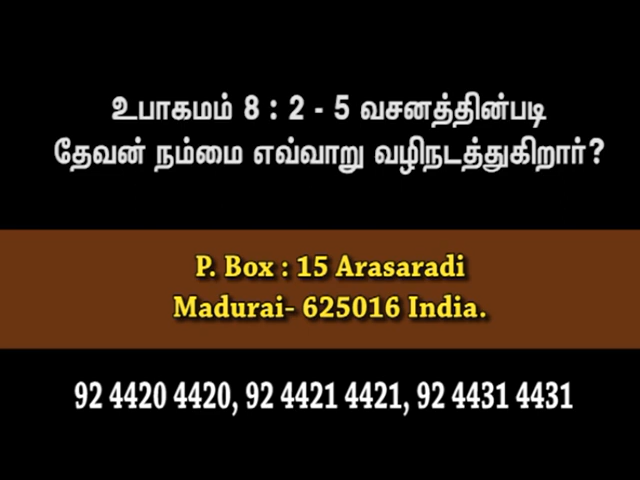 உபாகமம் 8 : 2 - 5 வசனத்தின்படி
தேவன் நம்மை எவ்வாறு வழிநடத்துகிறார்?
P. Box : 15 Arasaradi
Madurai- 625016 India.
92 4420 4420, 92 4421 4421, 92 4431 4431